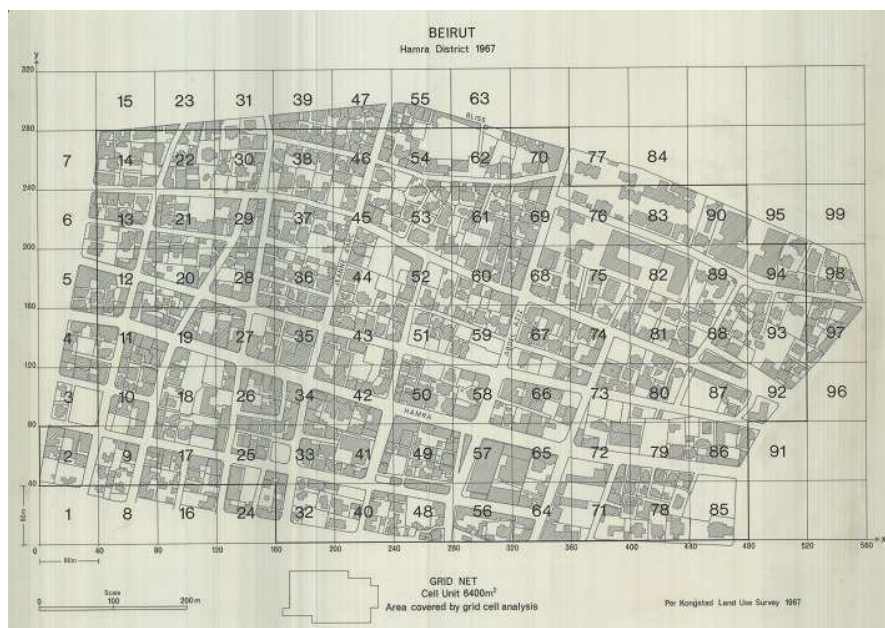 BEIRUT
Hamra District 1967
y
320
15 23 31 39 47 55 63
BLISS
280
7 14 22 30 38 46 54 62 70 77 84
240
6 13 21 29 37 45 53 61 69 76 83 90 95 99
200
5 12 20 28 36 44 52 60 68 75 82 89 94 98
160
4 11 19 27 35 43 51 59 67 74 81 88 93 97
120
3 10 18 26 34 42 50 58 66 73 80 87 92 96
HAMRA
80
2 9 17 25 33 41 49 57 65 72 79 86 91
40
1 8 16 24 32 40 48 56 64 71 78 85
80m
0
x
0 40 80 120 160 200 240 280 320 360 400 440 480 520 560
80m
Scale
0 100 200 m
GRID NET
Cell Unit 6400m²
Area covered by grid cell analysis
Per Kongstad Land Use Survey 1967